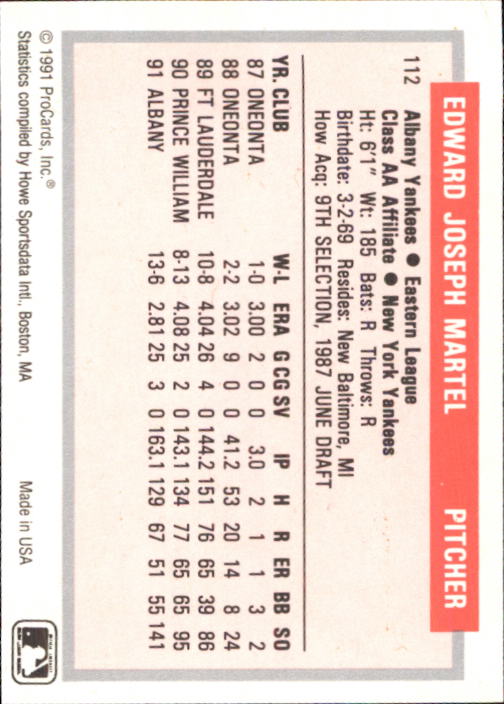 EDWARD JOSEPH MARTEL PITCHER
112 Albany Yankees ● Eastern League
Class AA Affiliate ● New York Yankees
Ht: 6'1" Wt: 185 Bats: R Throws: R
Birthdate: 3-2-69 Resides: New Baltimore, MI
How Acq: 9TH SELECTION, 1987 JUNE DRAFT
YR. CLUB W-L ERA G CG SV IP H R ER BB SO
87 ONEONTA 1-0 3.00 2 0 0 3.0 2 1 1 3 2
88 ONEONTA 2-2 3.02 9 0 0 41.2 53 20 14 8 24
89 FT LAUDERDALE 10-8 4.04 26 4 0 144.2 151 76 65 39 86
90 PRINCE WILLIAM 8-13 4.08 25 2 0 143.1 134 77 65 65 95
91 ALBANY 13-6 2.81 25 3 0 163.1 129 67 51 55 141
© 1991 ProCards, Inc.®
Statistics compiled by Howe Sportsdata Intl., Boston, MA Made in USA